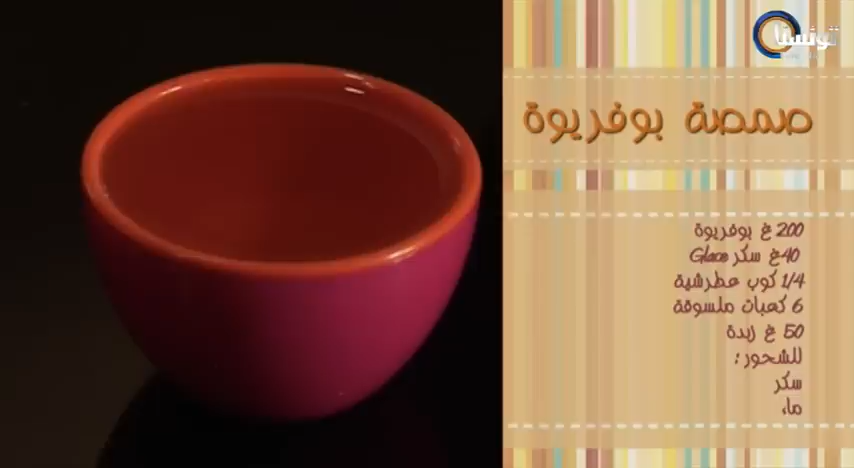 تونسنا
صمصة بوفريوة
200 غ بوفريوة
40غ سكر Glace
1/4 كوب عطرشية
6 كعبات ملسوقة
50 غ زبدة
للشحور :
سكر
ماء